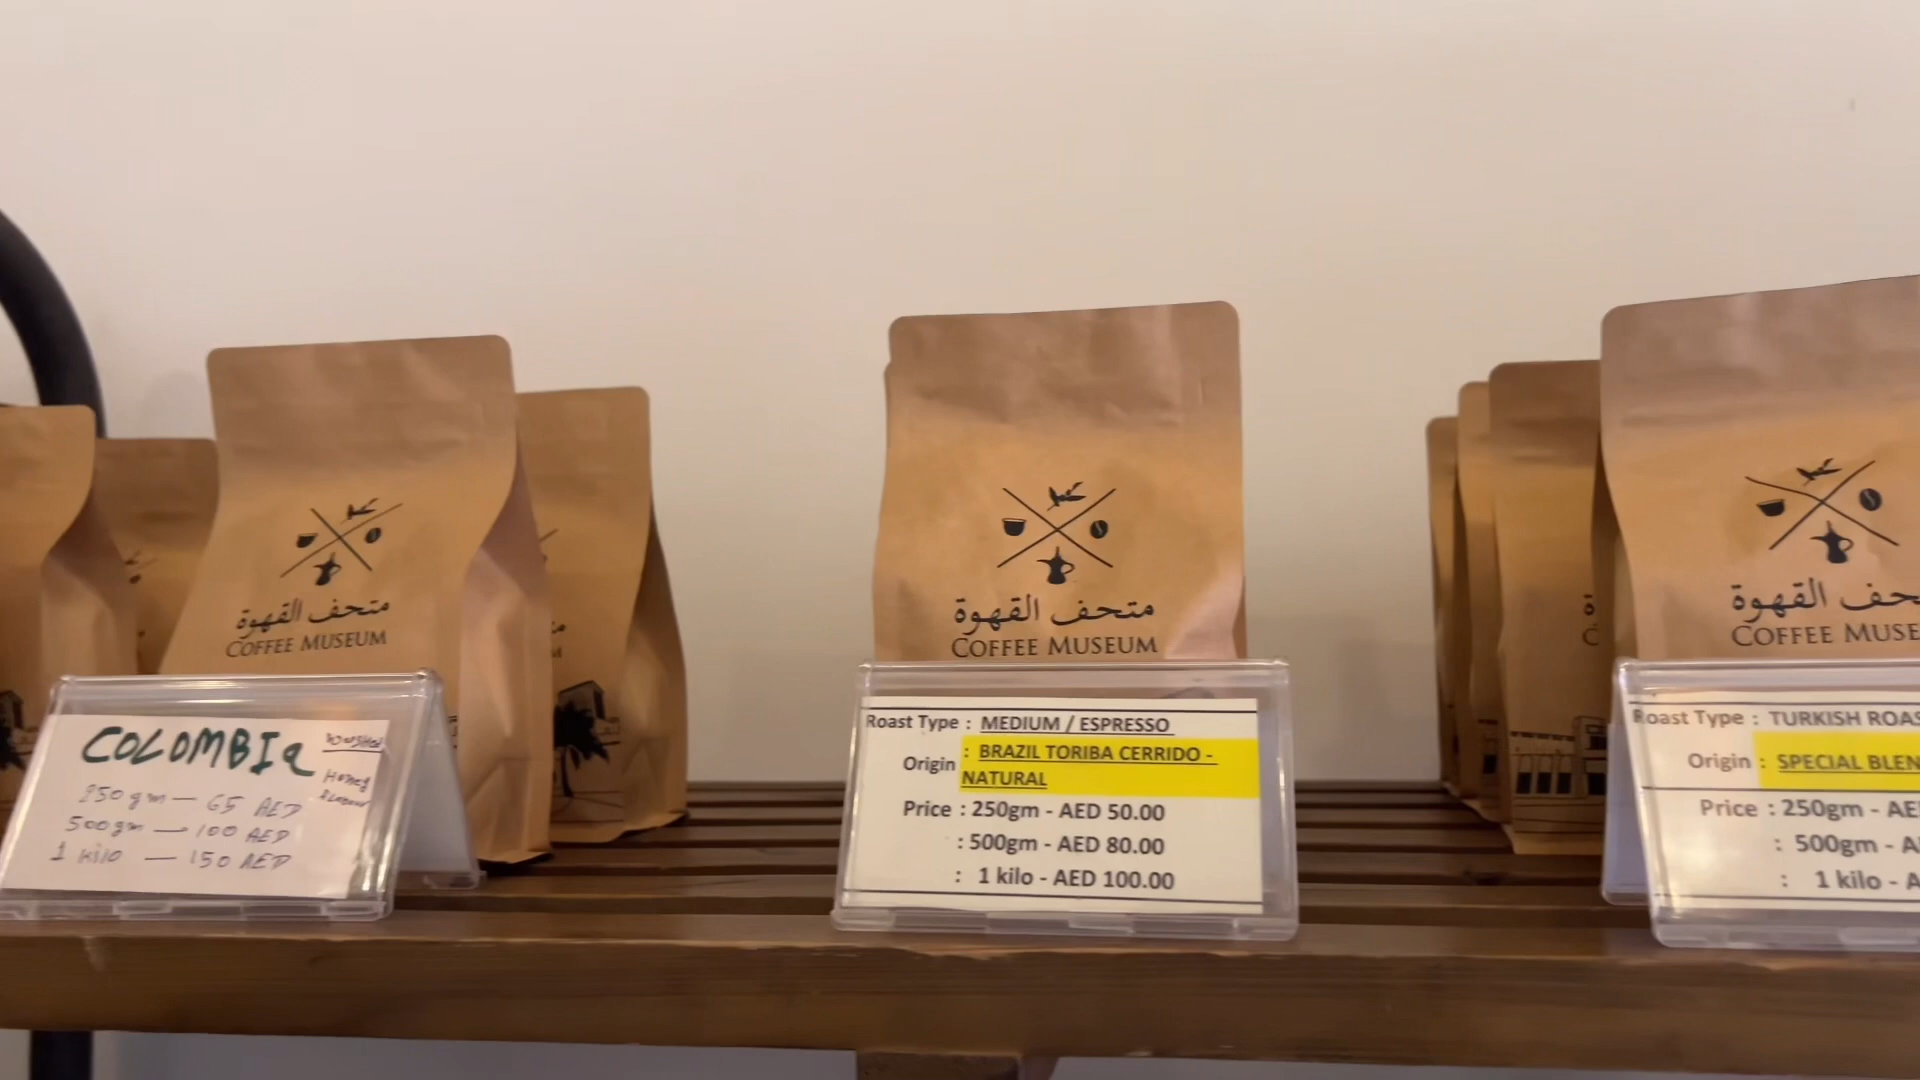 متحف القهوة
COFFEE MUSEUM
COLOMBIa
washed
Honey
250gm — 65 AED
500gm — 100 AED
1 kilo — 150 AED
متحف القهوة
COFFEE MUSEUM
Roast Type : MEDIUM / ESPRESSO
Origin : BRAZIL TORIBA CERRIDO -
NATURAL
Price : 250gm - AED 50.00
: 500gm - AED 80.00
: 1 kilo - AED 100.00
القهوة
COFFEE MUSE
Roast Type : TURKISH ROAS
Origin : SPECIAL BLEN
Price : 250gm - AE
: 500gm - A
: 1 kilo - A